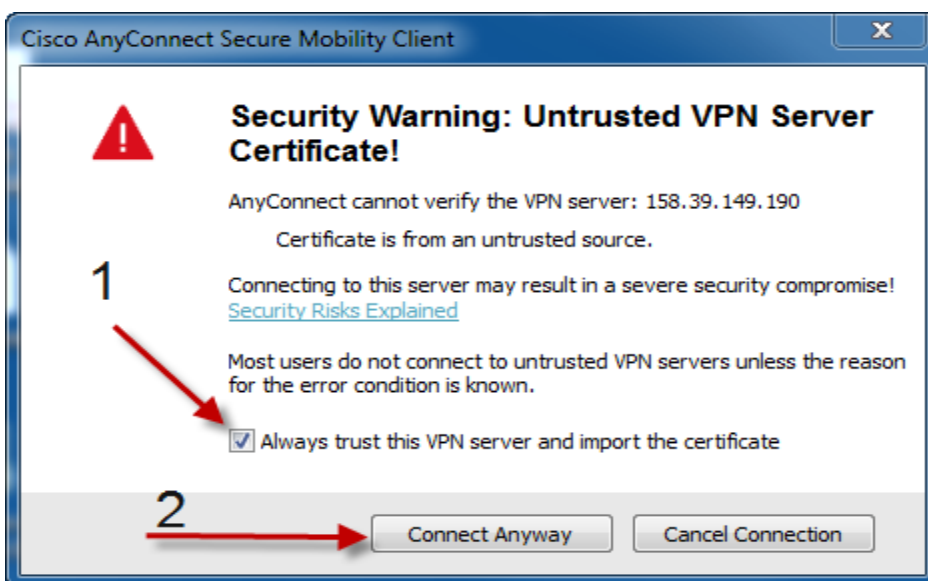 Cisco AnyConnect Secure Mobility Client
Security Warning: Untrusted VPN Server
Certificate!
AnyConnect cannot verify the VPN server: 158.39.149.190
Certificate is from an untrusted source.
1
Connecting to this server may result in a severe security compromise!
Security Risks Explained
Most users do not connect to untrusted VPN servers unless the reason
for the error condition is known.
Always trust this VPN server and import the certificate
2
Connect Anyway Cancel Connection